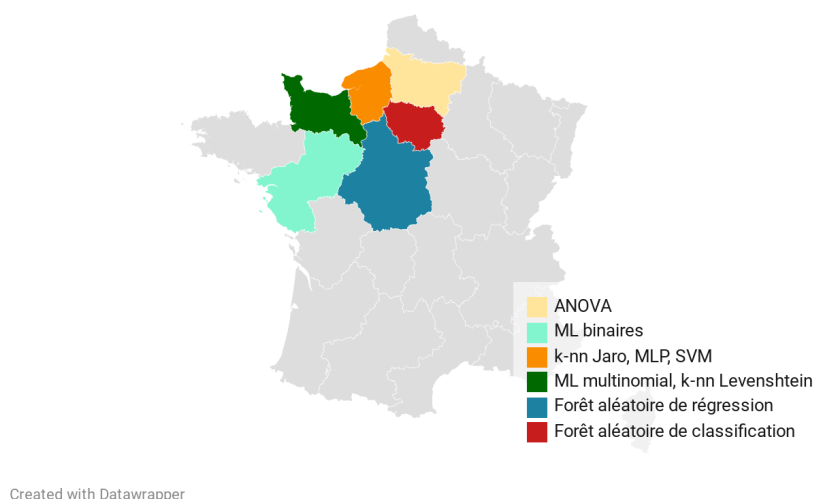 ANOVA
ML binaires
k-nn Jaro, MLP, SVM
ML multinomial, k-nn Levenshtein
Forêt aléatoire de régression
Forêt aléatoire de classification
Created with Datawrapper